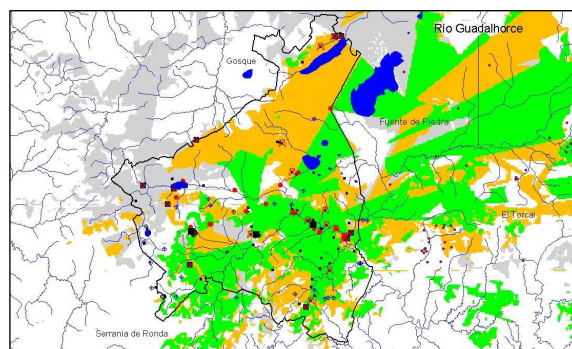 Río Guadalhorce
Gosque
Fuente de Piedra
El Torcal
Serranía de Ronda